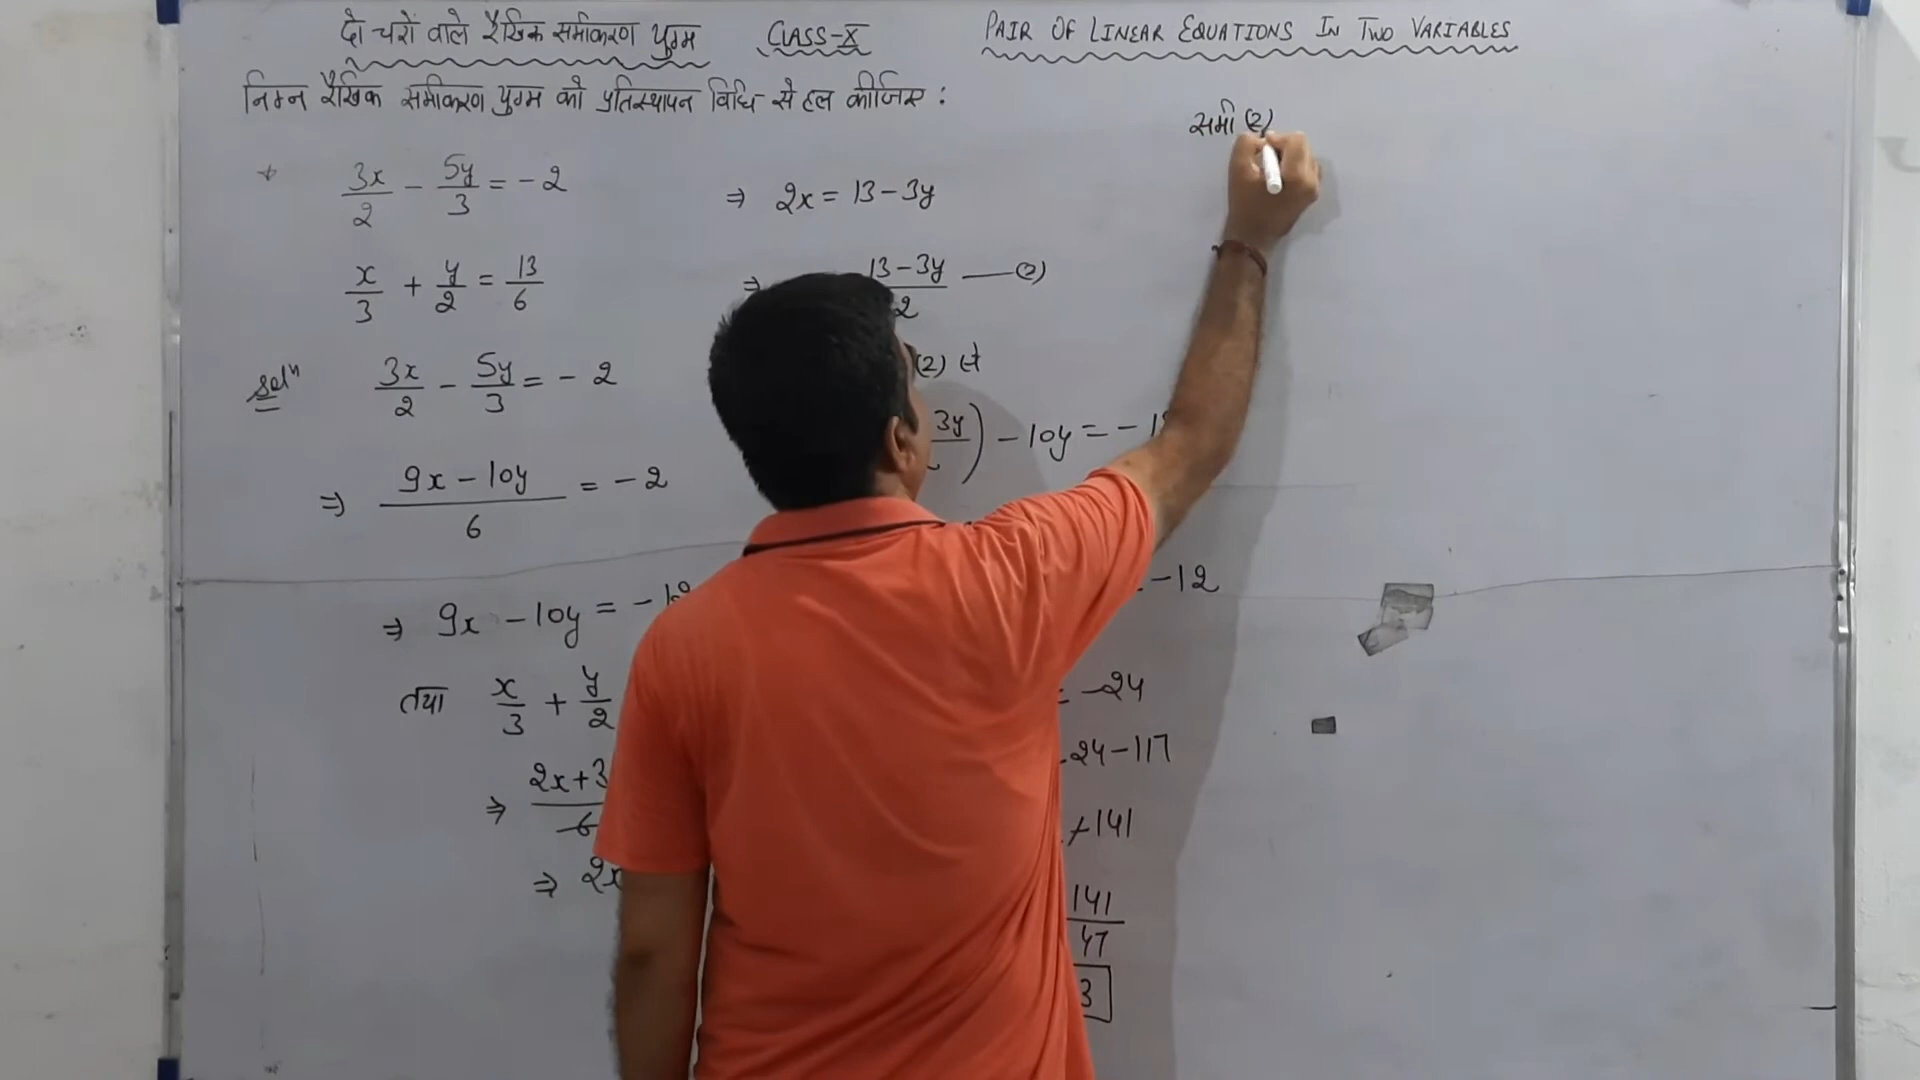 दो चरों वाले रैखिक समीकरण युग्म CLASS-X PAIR OF LINEAR EQUATIONS IN TWO VARIABLES
निम्न रैखिक समीकरण युग्म को प्रतिस्थापन विधि से हल कीजिए :
3x/2 - 5y/3 = -2
x/3 + y/2 = 13/6
Solⁿ 3x/2 - 5y/3 = -2
⇒ (9x - 10y)/6 = -2
⇒ 9x - 10y = -12
तथा x/3 + y/2
⇒ 2x+3 / 6
⇒ 2x
⇒ 2x = 13 - 3y
⇒ 13 - 3y / 2 —(2)
(2) से
3y ) - 10y = -1
-12
= -24
-24-117
-141
141/47
3
समी (2)